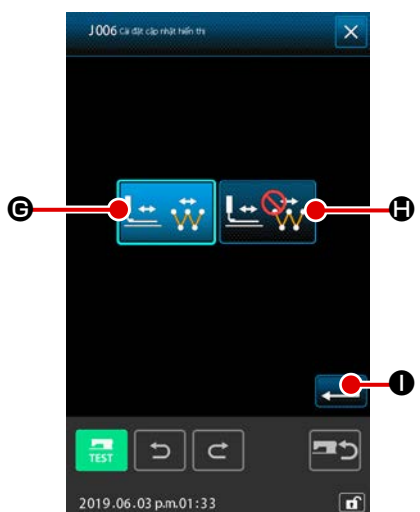 J006 Cài đặt cập nhật hiển thị
G
H
I
TEST
2019.06.03 p.m.01:33